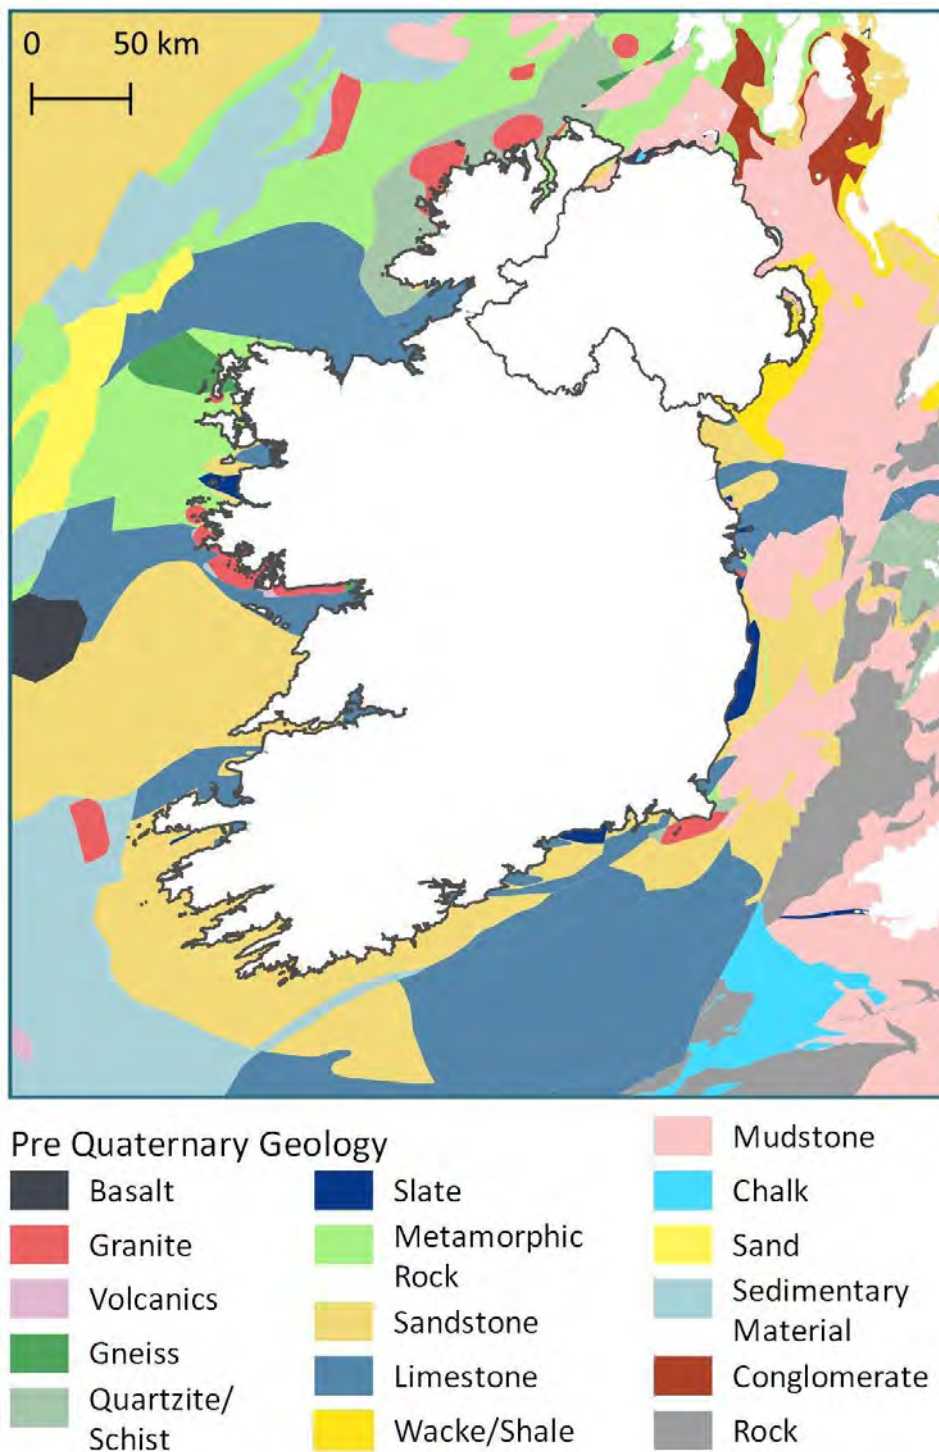 0 50 km
Pre Quaternary Geology
Basalt
Granite
Volcanics
Gneiss
Quartzite/
Schist
Slate
Metamorphic
Rock
Sandstone
Limestone
Wacke/Shale
Mudstone
Chalk
Sand
Sedimentary
Material
Conglomerate
Rock